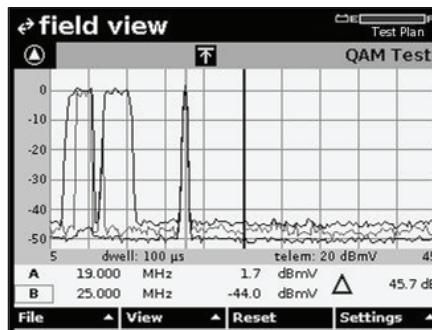 field view
E F
Test Plan
QAM Test
0
-10
-20
-30
-40
-50
5 dwell: 100 µs telem: 20 dBmV 45
A 19.000 MHz 1.7 dBmV
B 25.000 MHz -44.0 dBmV Δ 45.7 dB
File View Reset Settings